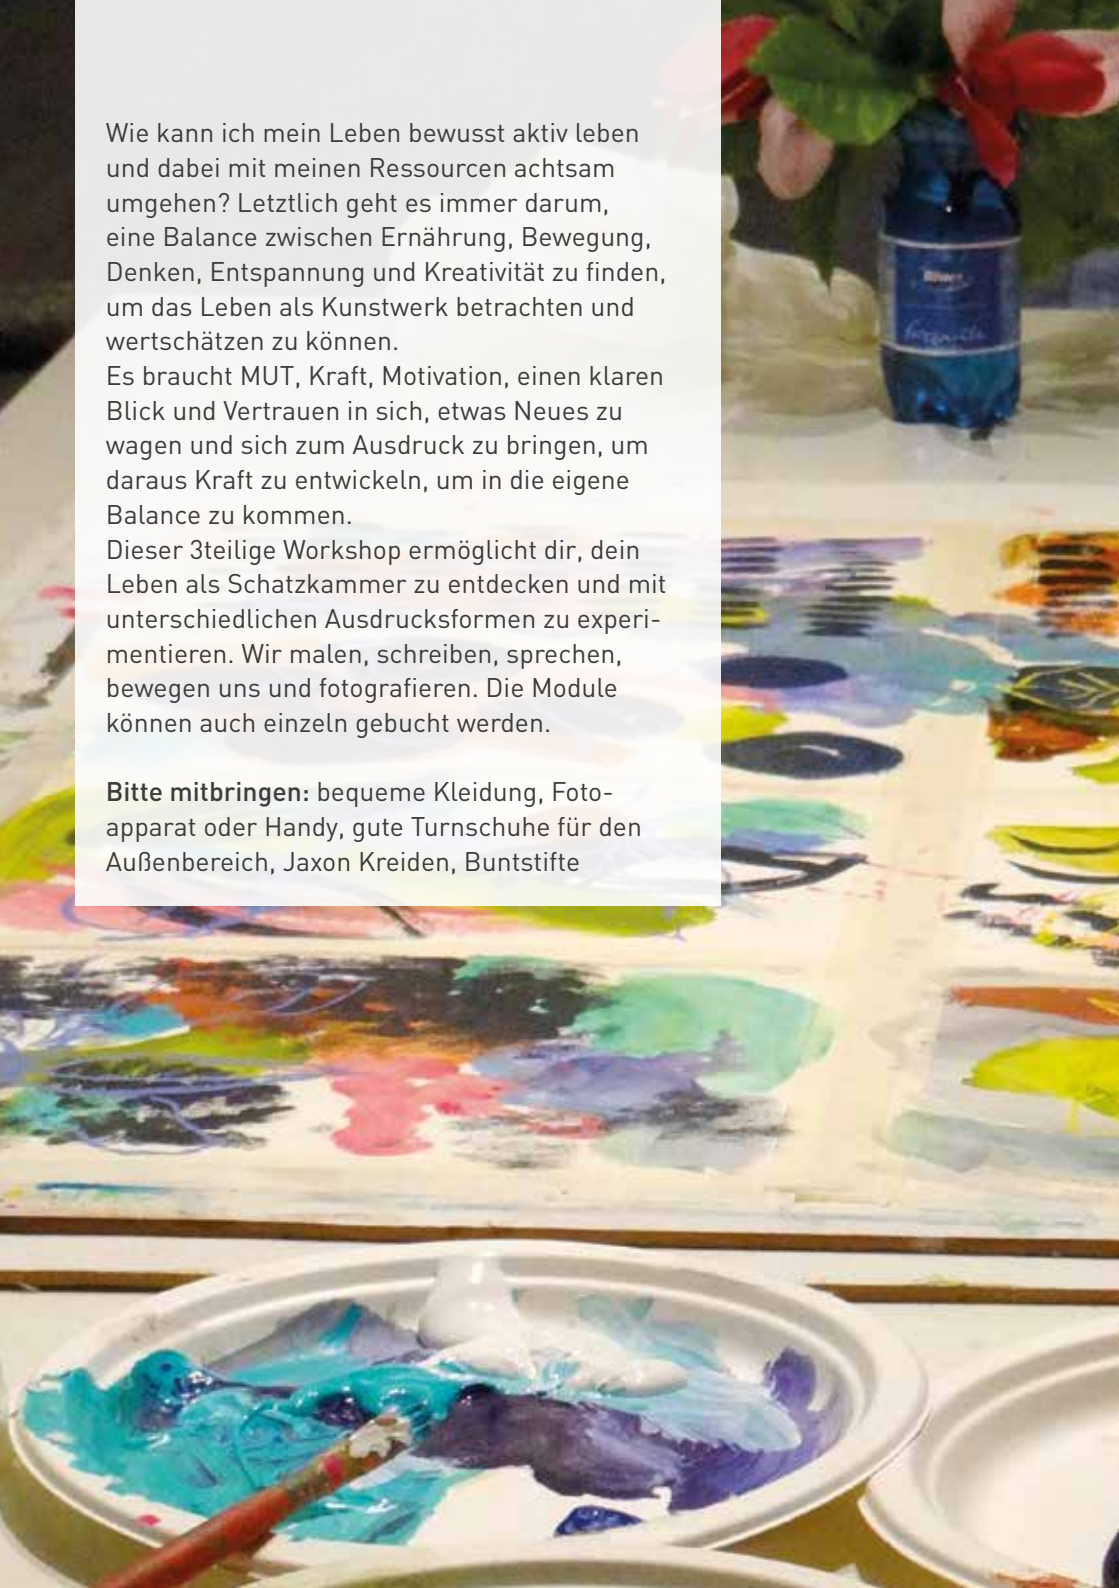 Wie kann ich mein Leben bewusst aktiv leben
und dabei mit meinen Ressourcen achtsam
umgehen? Letztlich geht es immer darum,
eine Balance zwischen Ernährung, Bewegung,
Denken, Entspannung und Kreativität zu finden,
um das Leben als Kunstwerk betrachten und
wertschätzen zu können.
Es braucht MUT, Kraft, Motivation, einen klaren
Blick und Vertrauen in sich, etwas Neues zu
wagen und sich zum Ausdruck zu bringen, um
daraus Kraft zu entwickeln, um in die eigene
Balance zu kommen.
Dieser 3teilige Workshop ermöglicht dir, dein
Leben als Schatzkammer zu entdecken und mit
unterschiedlichen Ausdrucksformen zu experi-
mentieren. Wir malen, schreiben, sprechen,
bewegen uns und fotografieren. Die Module
können auch einzeln gebucht werden.
Bitte mitbringen: bequeme Kleidung, Foto-
apparat oder Handy, gute Turnschuhe für den
Außenbereich, Jaxon Kreiden, Buntstifte